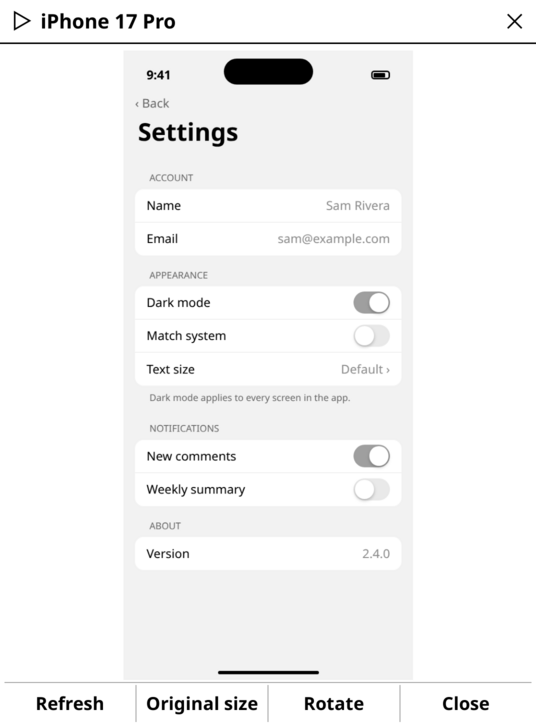 iPhone 17 Pro
9:41
‹ Back
Settings
ACCOUNT
Name Sam Rivera
Email sam@example.com
APPEARANCE
Dark mode
Match system
Text size Default ›
Dark mode applies to every screen in the app.
NOTIFICATIONS
New comments
Weekly summary
ABOUT
Version 2.4.0
Refresh Original size Rotate Close